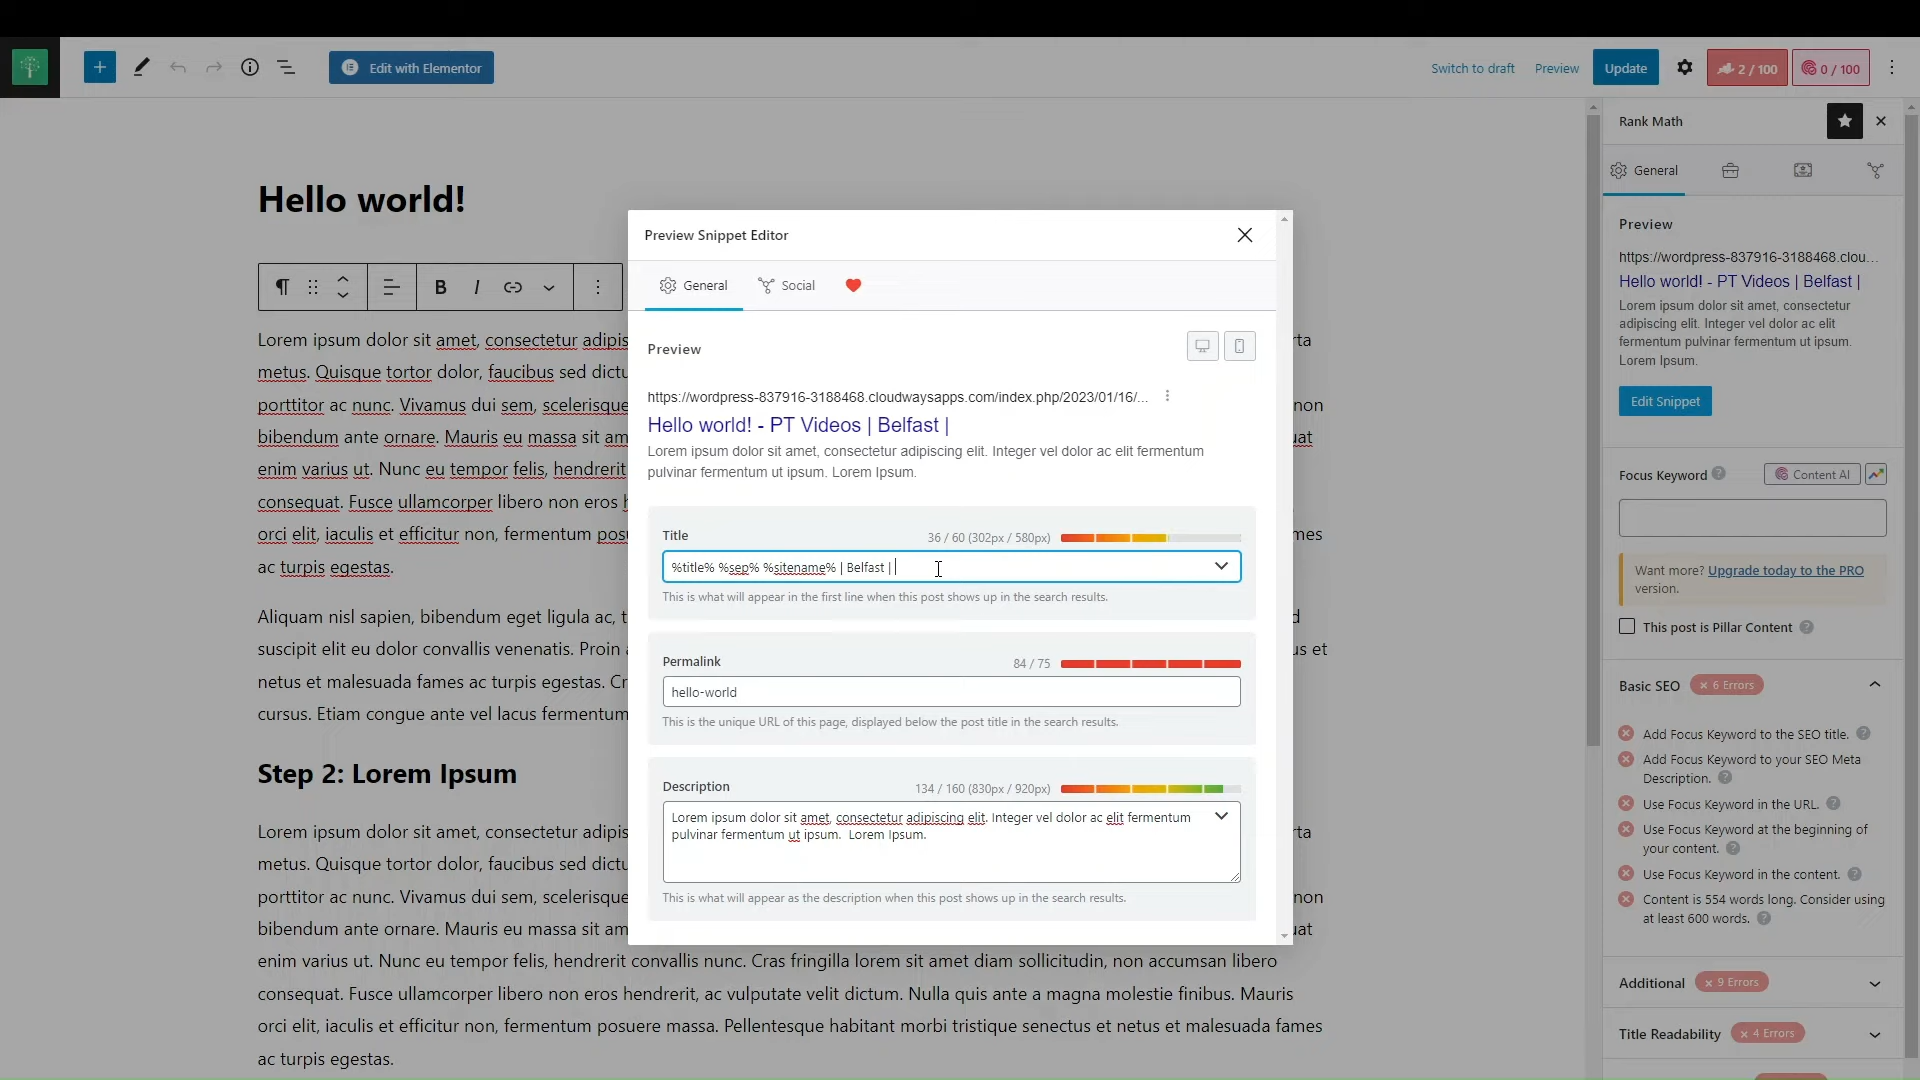 Edit with Elementor
Switch to draft
Preview
Update
2 / 100
0 / 100
Hello world!
B I
Lorem ipsum dolor sit amet, consectetur adipis
metus. Quisque tortor dolor, faucibus sed dictu
porttitor ac nunc. Vivamus dui sem, scelerisque
bibendum ante ornare. Mauris eu massa sit am
enim varius ut. Nunc eu tempor felis, hendrerit
consequat. Fusce ullamcorper libero non eros h
orci elit, iaculis et efficitur non, fermentum posu
ac turpis egestas.
rta
non
uat
mes
Aliquam nisl sapien, bibendum eget ligula ac, t
suscipit elit eu dolor convallis venenatis. Proin a
netus et malesuada fames ac turpis egestas. Cr
cursus. Etiam congue ante vel lacus fermentum
d
us et
Step 2: Lorem Ipsum
Lorem ipsum dolor sit amet, consectetur adipis
metus. Quisque tortor dolor, faucibus sed dictu
porttitor ac nunc. Vivamus dui sem, scelerisque
bibendum ante ornare. Mauris eu massa sit am
rta
non
uat
enim varius ut. Nunc eu tempor felis, hendrerit convallis nunc. Cras fringilla lorem sit amet diam sollicitudin, non accumsan libero
consequat. Fusce ullamcorper libero non eros hendrerit, ac vulputate velit dictum. Nulla quis ante a magna molestie finibus. Mauris
orci elit, iaculis et efficitur non, fermentum posuere massa. Pellentesque habitant morbi tristique senectus et netus et malesuada fames
ac turpis egestas.
Preview Snippet Editor
General
Social
Preview
https://wordpress-837916-3188468.cloudwaysapps.com/index.php/2023/01/16/...
Hello world! - PT Videos | Belfast |
Lorem ipsum dolor sit amet, consectetur adipiscing elit. Integer vel dolor ac elit fermentum
pulvinar fermentum ut ipsum. Lorem Ipsum.
Title
36 / 60 (302px / 580px)
%title% %sep% %sitename% | Belfast |
This is what will appear in the first line when this post shows up in the search results.
Permalink
84 / 75
hello-world
This is the unique URL of this page, displayed below the post title in the search results.
Description
134 / 160 (830px / 920px)
Lorem ipsum dolor sit amet, consectetur adipiscing elit. Integer vel dolor ac elit fermentum
pulvinar fermentum ut ipsum. Lorem Ipsum.
This is what will appear as the description when this post shows up in the search results.
Rank Math
General
Preview
https://wordpress-837916-3188468.clou...
Hello world! - PT Videos | Belfast |
Lorem ipsum dolor sit amet, consectetur
adipiscing elit. Integer vel dolor ac elit
fermentum pulvinar fermentum ut ipsum.
Lorem Ipsum.
Edit Snippet
Focus Keyword ?
Content AI
Want more? Upgrade today to the PRO
version.
This post is Pillar Content ?
Basic SEO
× 6 Errors
Add Focus Keyword to the SEO title. ?
Add Focus Keyword to your SEO Meta
Description. ?
Use Focus Keyword in the URL. ?
Use Focus Keyword at the beginning of
your content. ?
Use Focus Keyword in the content. ?
Content is 554 words long. Consider using
at least 600 words. ?
Additional
× 9 Errors
Title Readability
× 4 Errors